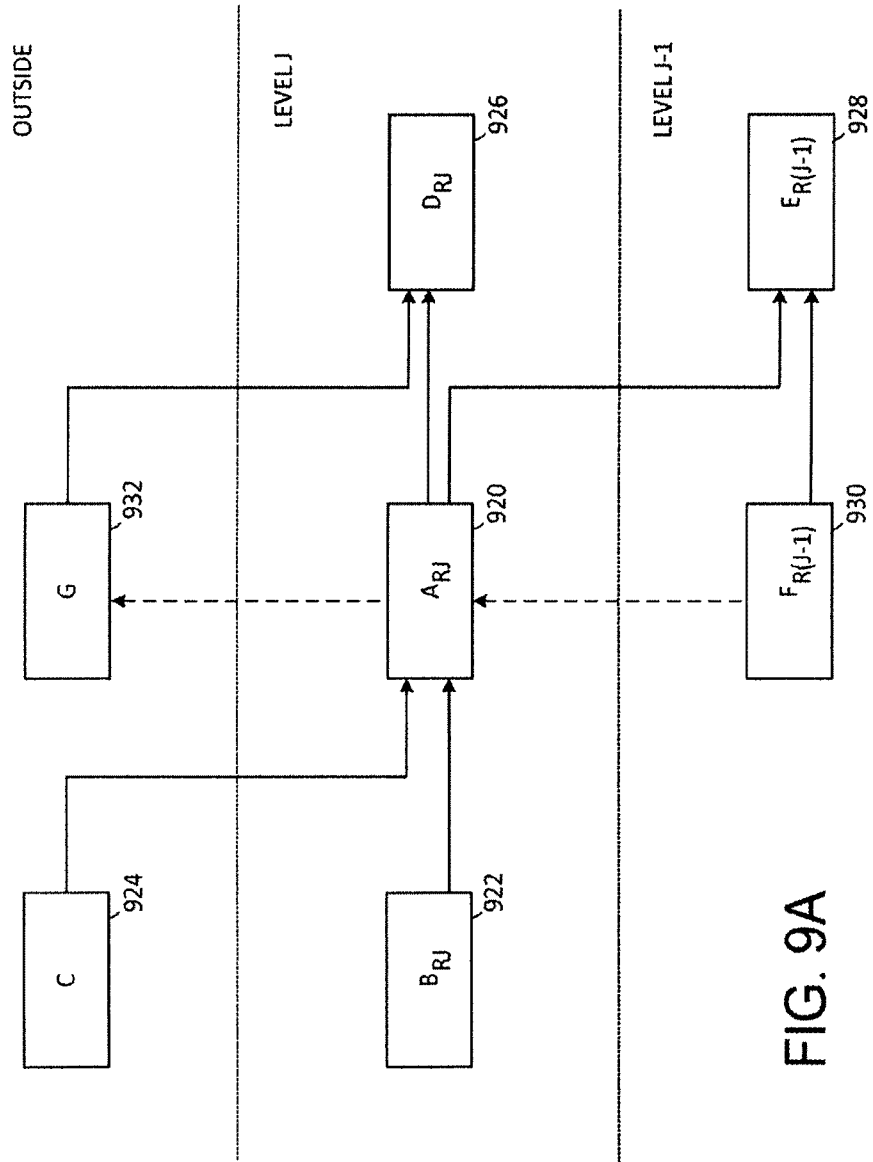 OUTSIDE
C
924
G
932
LEVEL J
B_RJ
922
A_RJ
920
D_RJ
926
LEVEL J-1
F_R(J-1)
930
E_R(J-1)
928
FIG. 9A